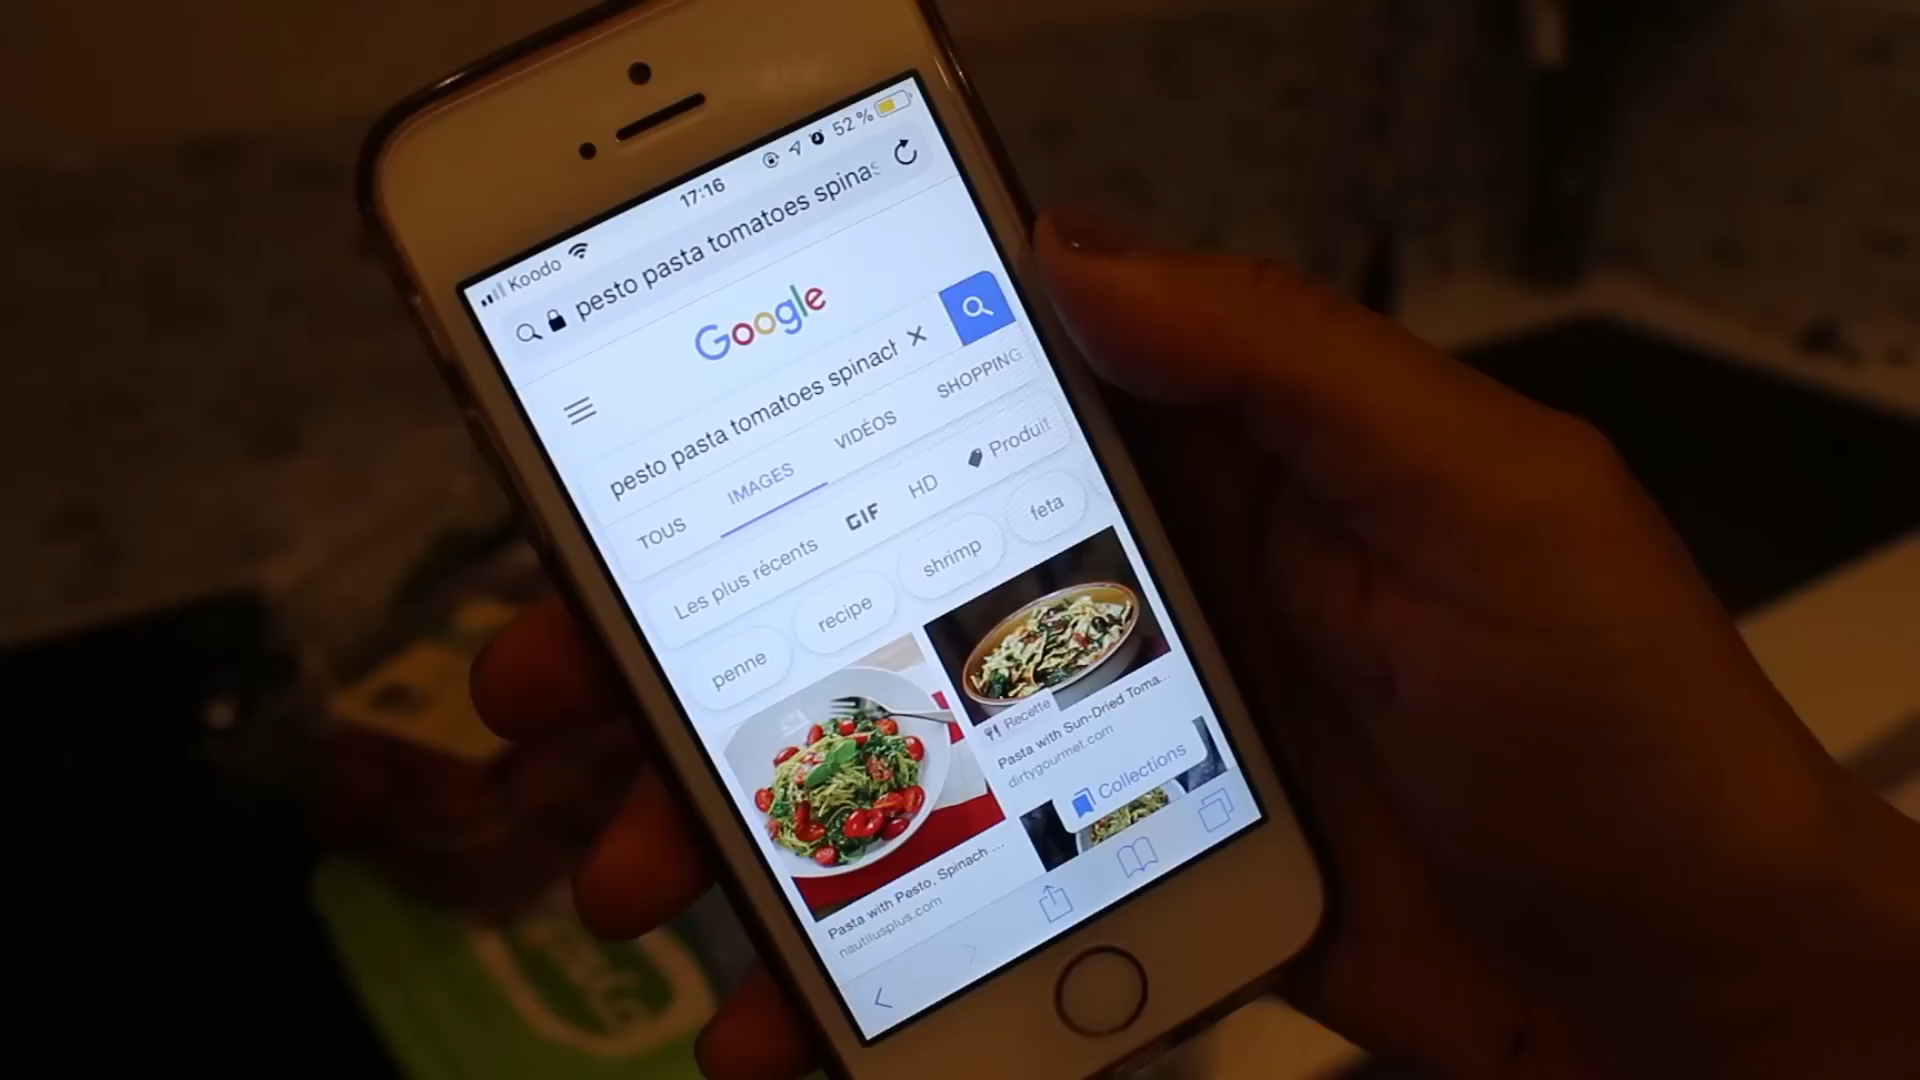 Koodo 17:16 52 %
pesto pasta tomatoes spinas
Google
pesto pasta tomatoes spinach
TOUS IMAGES VIDÉOS SHOPPING
Les plus récents GIF HD Produit
penne recipe shrimp feta
Recette
Pasta with Sun-Dried Toma...
dirtygourmet.com
Collections
Pasta with Pesto, Spinach ...
nautilusplus.com